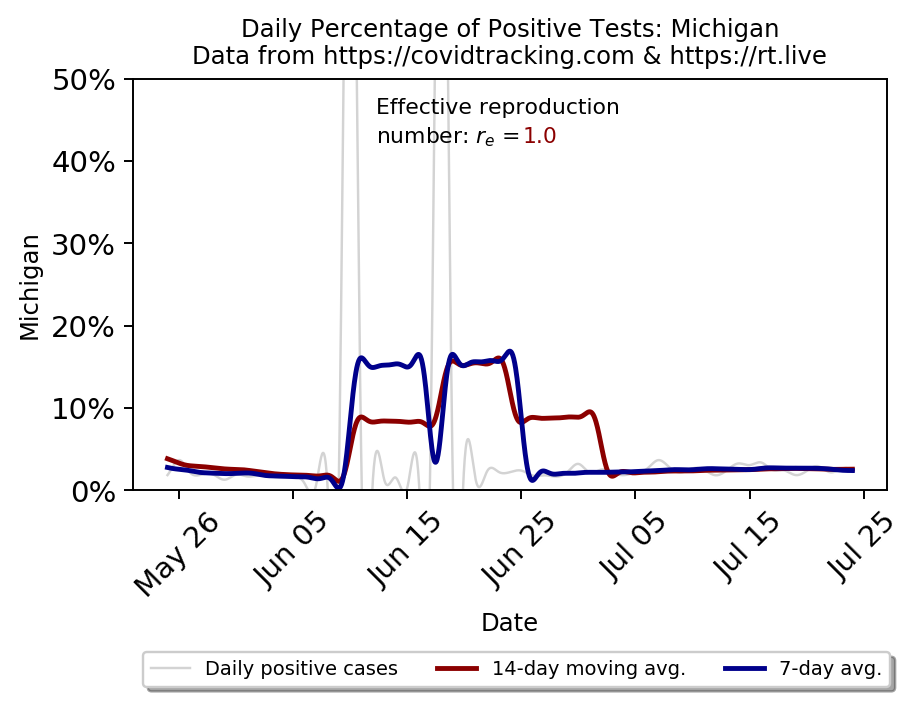 Daily Percentage of Positive Tests: Michigan
Data from https://covidtracking.com & https://rt.live
50%
Effective reproduction
number: rₑ =1.0
40%
30%
20%
10%
0%
Michigan
May 26
Jun 05
Jun 15
Jun 25
Jul 05
Jul 15
Jul 25
Date
Daily positive cases
14-day moving avg.
7-day avg.